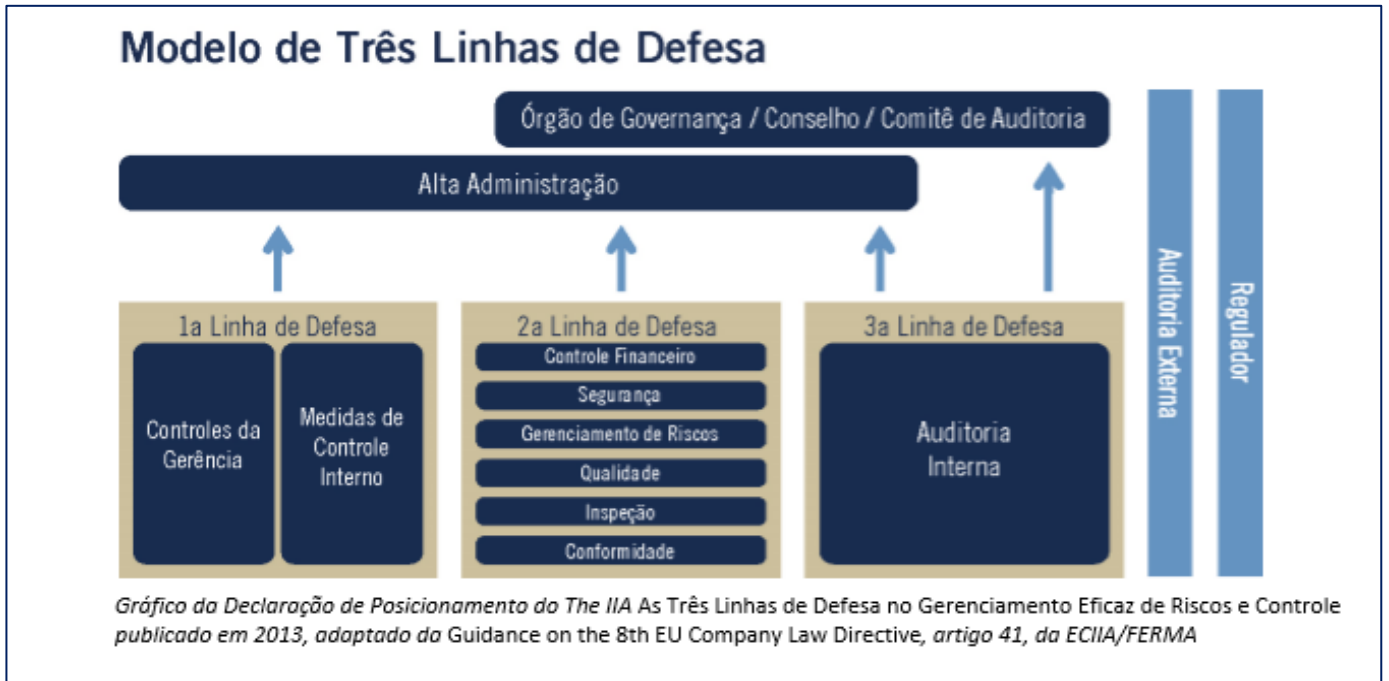 Modelo de Três Linhas de Defesa
Órgão de Governança / Conselho / Comitê de Auditoria
Alta Administração
1a Linha de Defesa
Controles da
Gerência
Medidas de
Controle
Interno
2a Linha de Defesa
Controle Financeiro
Segurança
Gerenciamento de Riscos
Qualidade
Inspeção
Conformidade
3a Linha de Defesa
Auditoria
Interna
Auditoria Externa
Regulador
Gráfico da Declaração de Posicionamento do The IIA As Três Linhas de Defesa no Gerenciamento Eficaz de Riscos e Controle
publicado em 2013, adaptado da Guidance on the 8th EU Company Law Directive, artigo 41, da ECIIA/FERMA